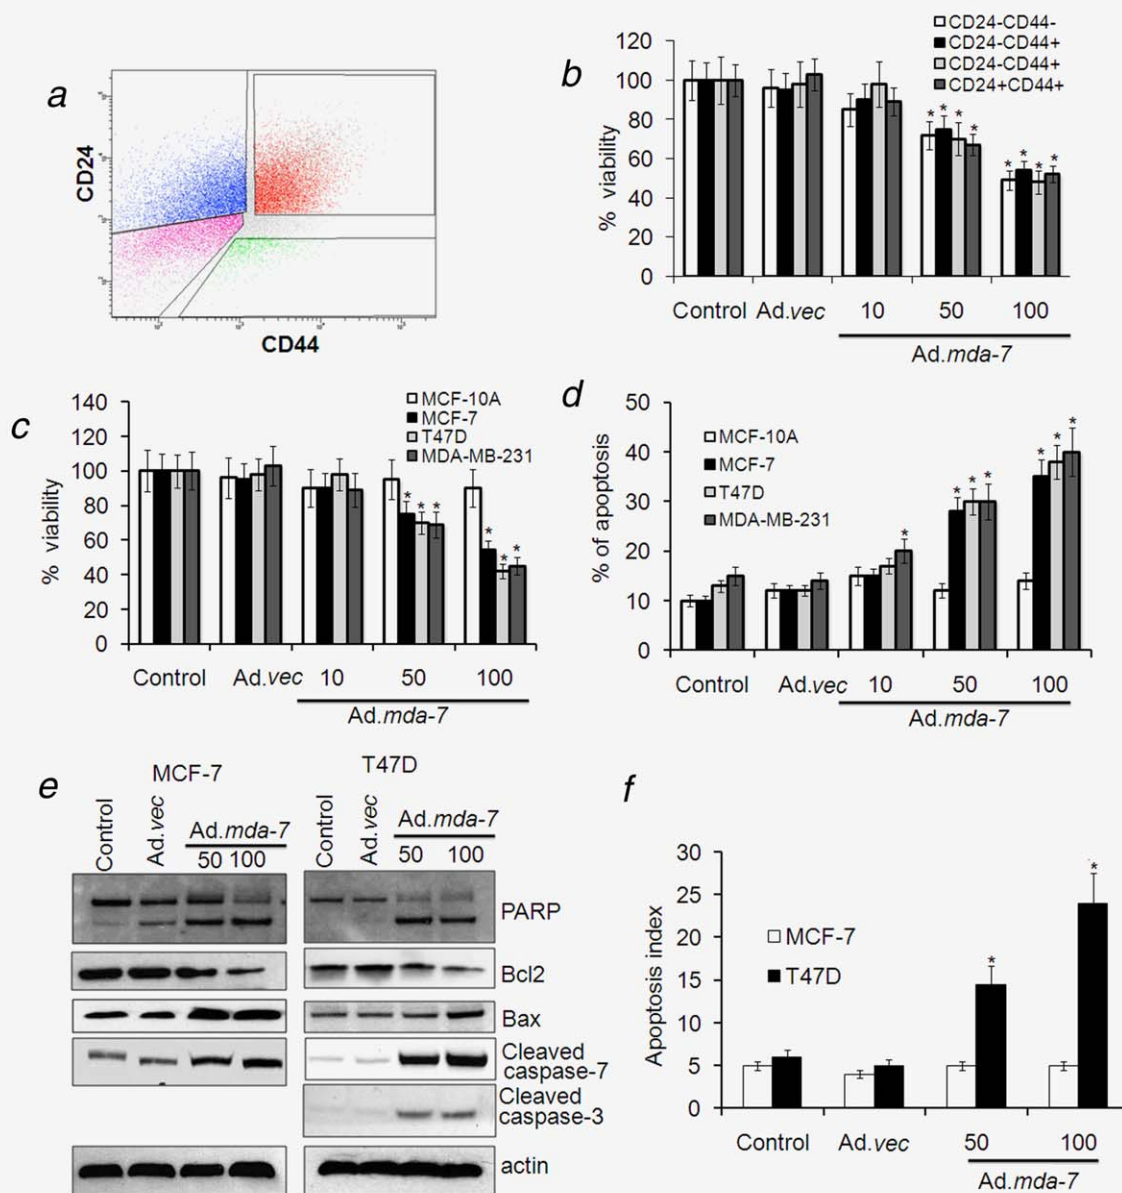 a
CD24
CD44
b
CD24-CD44-
CD24-CD44+
CD24-CD44+
CD24+CD44+
% viability
120
100
80
60
40
20
0
* * * *
* * * *
Control Ad.vec 10 50 100
Ad.mda-7
c
MCF-10A
MCF-7
T47D
MDA-MB-231
% viability
140
120
100
80
60
40
20
0
* * *
* * *
Control Ad.vec 10 50 100
Ad.mda-7
d
MCF-10A
MCF-7
T47D
MDA-MB-231
% of apoptosis
50
40
30
20
10
0
*
* * *
* * *
Control Ad.vec 10 50 100
Ad.mda-7
e
MCF-7
T47D
Control
Ad.vec
Ad.mda-7
50 100
Control
Ad.vec
Ad.mda-7
50 100
PARP
Bcl2
Bax
Cleaved
caspase-7
Cleaved
caspase-3
actin
f
MCF-7
T47D
Apoptosis index
30
25
20
15
10
5
0
*
*
Control Ad.vec 50 100
Ad.mda-7